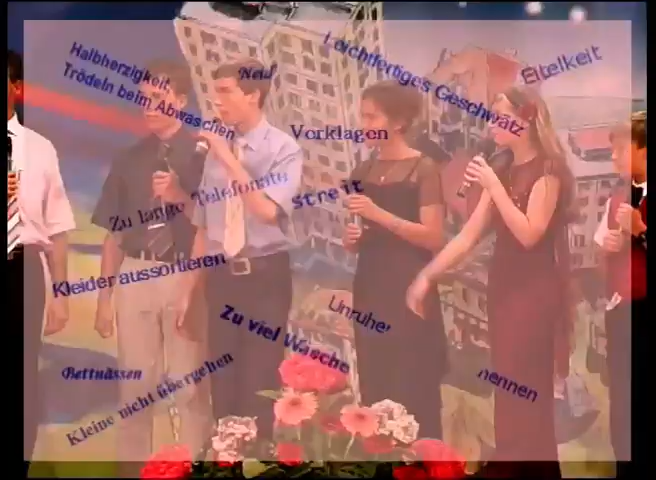 Halbherzigkeit
Trödeln beim Abwaschen
Neid
Leichtfertiges Geschwätz
Eitelkeit
Verklagen
Zu lange Telefonate
streit
Kleider aussortieren
Unruhe
Zu viel Wäsche
Bettnässen
Kleine nicht übergehen
nennen